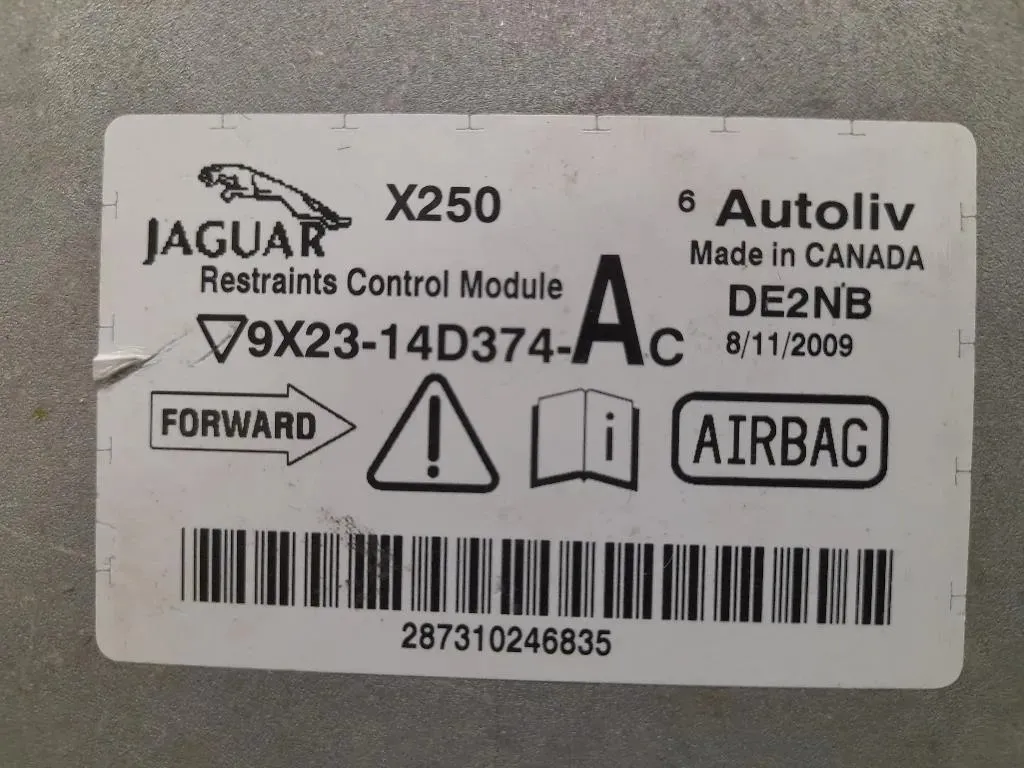 JAGUAR X250 6 Autoliv
Made in CANADA
Restraints Control Module
DE2NB
9X23-14D374-AC
8/11/2009
FORWARD
! i AIRBAG
287310246835